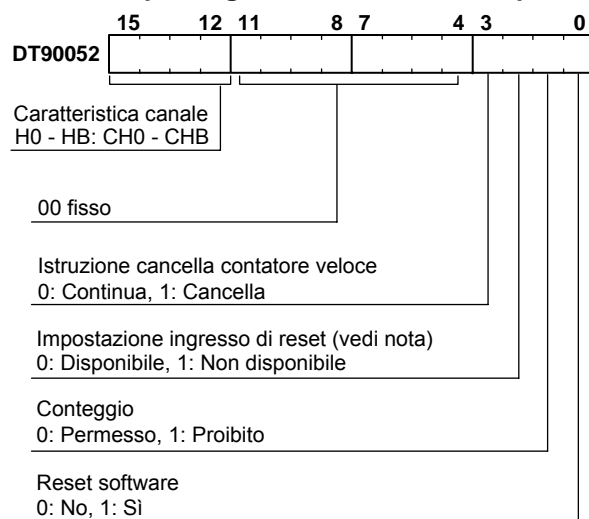 15 12 11 8 7 4 3 0
DT90052
Caratteristica canale
H0 - HB: CH0 - CHB
00 fisso
Istruzione cancella contatore veloce
0: Continua, 1: Cancella
Impostazione ingresso di reset (vedi nota)
0: Disponibile, 1: Non disponibile
Conteggio
0: Permesso, 1: Proibito
Reset software
0: No, 1: Sì